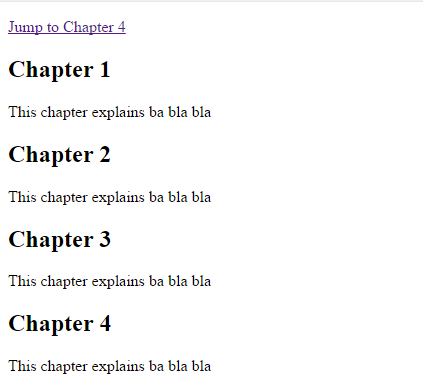 Jump to Chapter 4
Chapter 1
This chapter explains ba bla bla
Chapter 2
This chapter explains ba bla bla
Chapter 3
This chapter explains ba bla bla
Chapter 4
This chapter explains ba bla bla